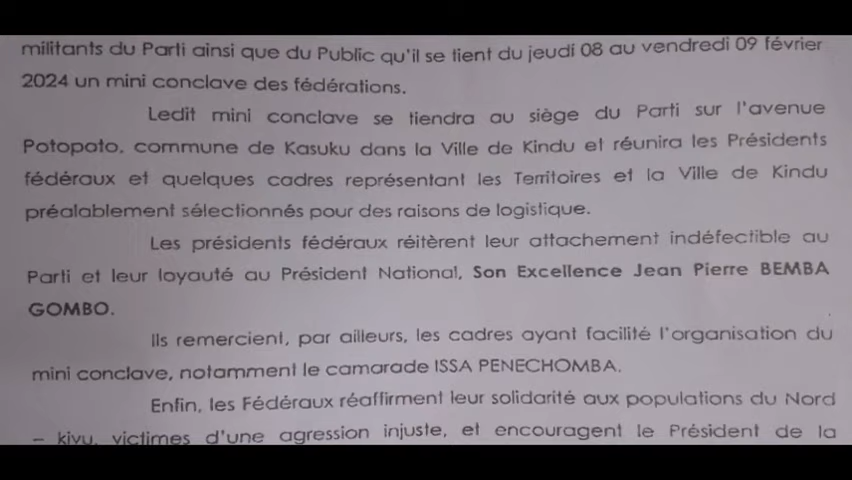 militants du Parti ainsi que du Public qu'il se tient du jeudi 08 au vendredi 09 février
2024 un mini conclave des fédérations.
Ledit mini conclave se tiendra au siège du Parti sur l'avenue
Potopoto, commune de Kasuku dans la Ville de Kindu et réunira les Présidents
fédéraux et quelques cadres représentant les Territoires et la Ville de Kindu
préalablement sélectionnés pour des raisons de logistique.
Les présidents fédéraux réitèrent leur attachement indéfectible au
Parti et leur loyauté au Président National, Son Excellence Jean Pierre BEMBA
GOMBO.
Ils remercient, par ailleurs, les cadres ayant facilité l'organisation du
mini conclave, notamment le camarade ISSA PENECHOMBA.
Enfin, les Fédéraux réaffirment leur solidarité aux populations du Nord
– kivu, victimes d'une agression injuste, et encouragent le Président de la